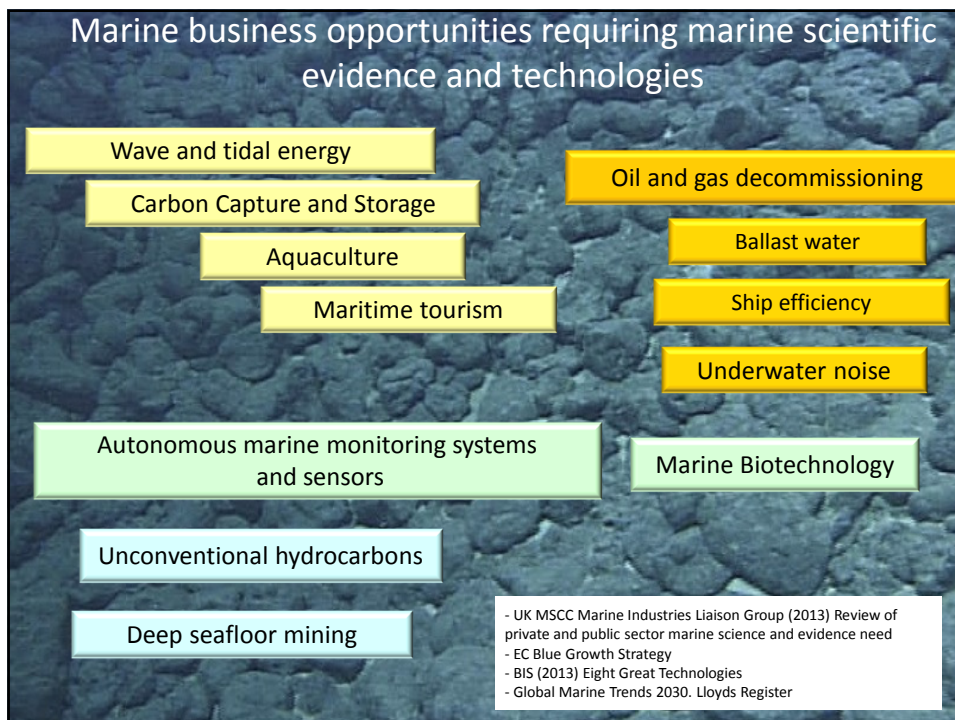 Marine business opportunities requiring marine scientific
evidence and technologies
Wave and tidal energy
Carbon Capture and Storage
Aquaculture
Maritime tourism
Oil and gas decommissioning
Ballast water
Ship efficiency
Underwater noise
Autonomous marine monitoring systems
and sensors
Marine Biotechnology
Unconventional hydrocarbons
Deep seafloor mining
- UK MSCC Marine Industries Liaison Group (2013) Review of
private and public sector marine science and evidence need
- EC Blue Growth Strategy
- BIS (2013) Eight Great Technologies
- Global Marine Trends 2030. Lloyds Register